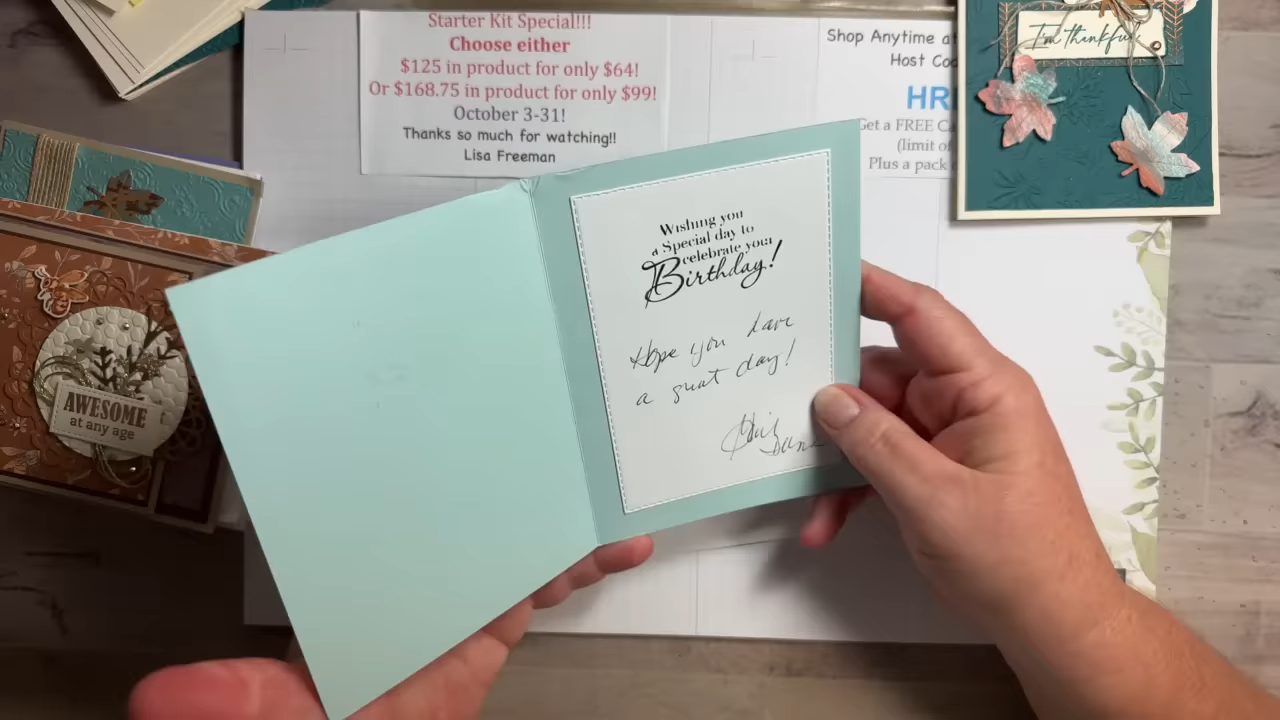 Starter Kit Special!!!
Choose either
$125 in product for only $64!
Or $168.75 in product for only $99!
October 3-31!
Thanks so much for watching!!
Lisa Freeman
Shop Anytime at
Host Cod
HR
Get a FREE Ca
(limit of
Plus a pack
I'm thankful
Wishing you
a Special day to
celebrate your
Birthday!
Hope you have
a great day!
AWESOME
at any age